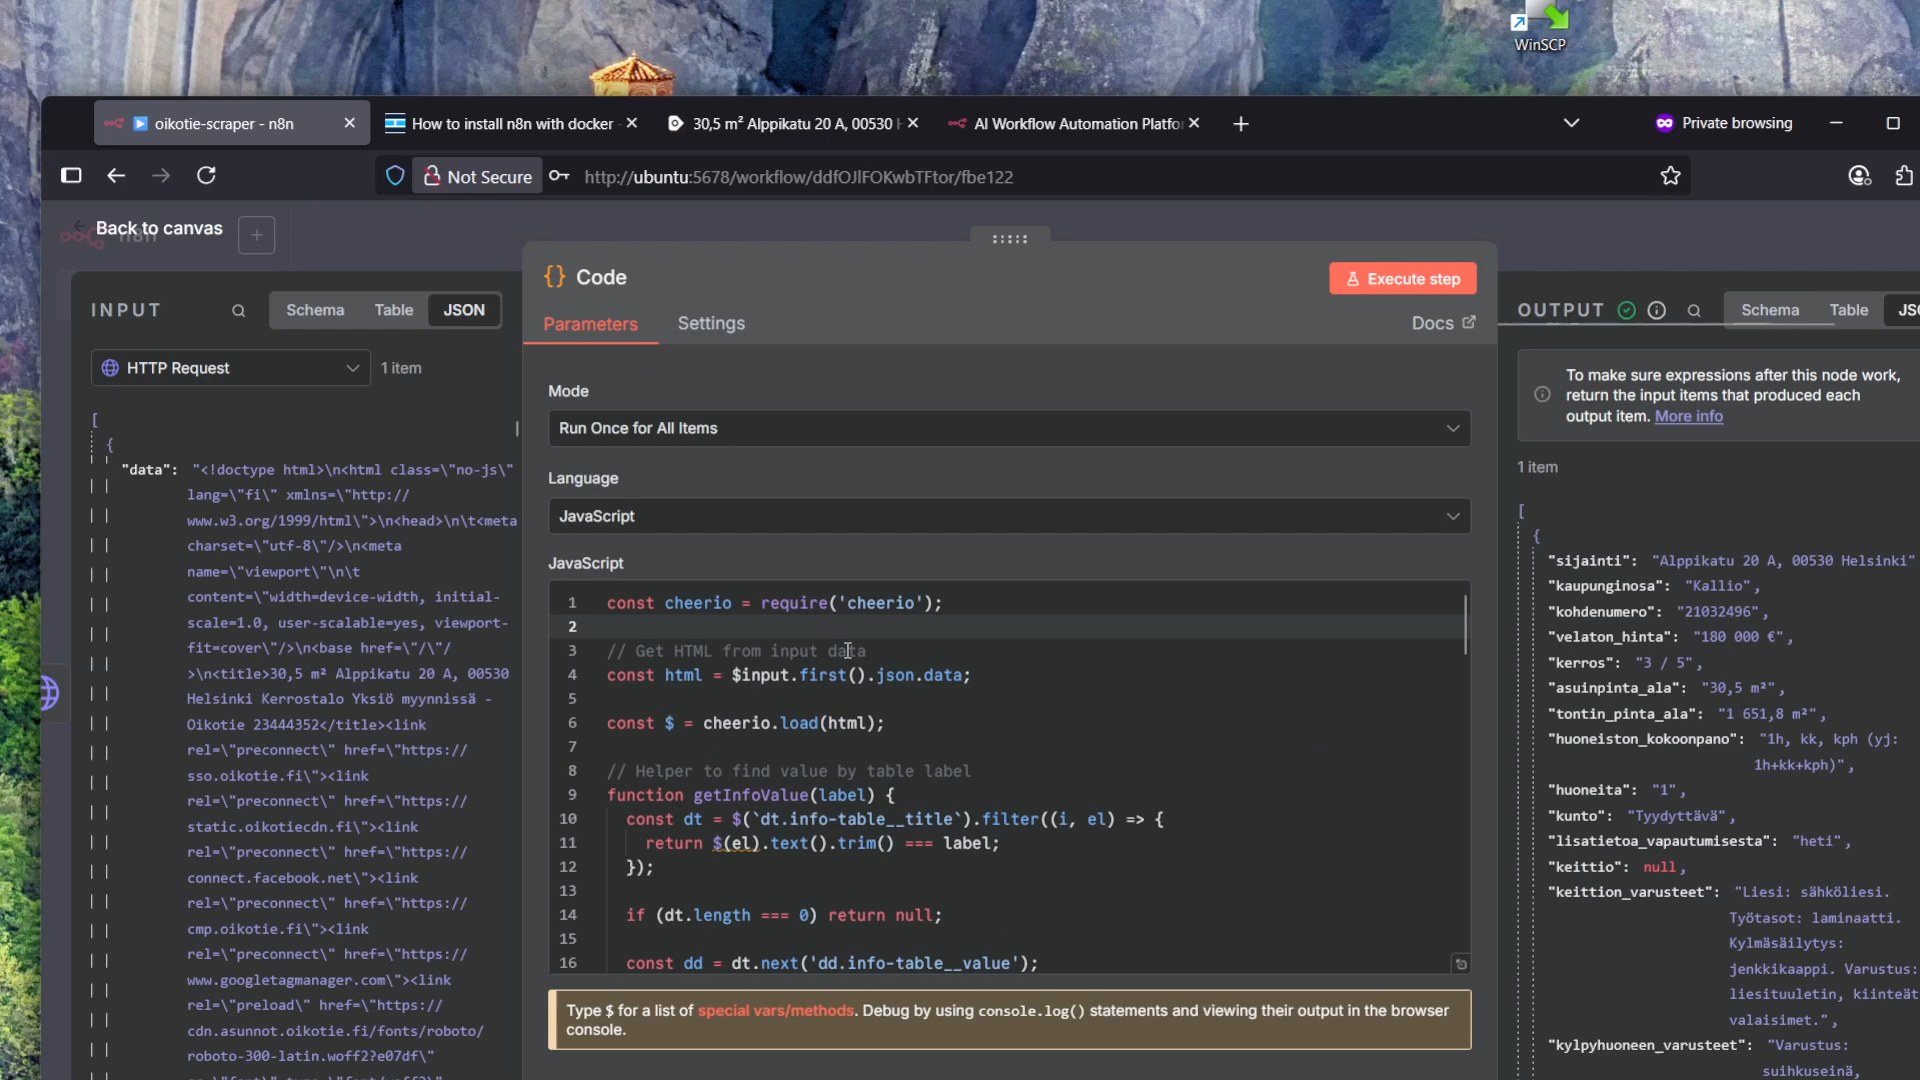 WinSCP
oikotie-scraper - n8n
How to install n8n with docker
30,5 m² Alppikatu 20 A, 00530 H
AI Workflow Automation Platfo
Private browsing
Not Secure
http://ubuntu:5678/workflow/ddfOJlFOKwbTFtor/fbe122
Back to canvas
n8n
INPUT
Schema
Table
JSON
HTTP Request
1 item
[
{
"data": "<!doctype html>\n<html class=\"no-js\"
lang=\"fi\" xmlns=\"http://
www.w3.org/1999/html\">\n<head>\n\t<meta
charset=\"utf-8\"/>\n<meta
name=\"viewport\"\n\t
content=\"width=device-width, initial-
scale=1.0, user-scalable=yes, viewport-
fit=cover\"/>\n<base href=\"/\"/
>\n<title>30,5 m² Alppikatu 20 A, 00530
Helsinki Kerrostalo Yksiö myynnissä -
Oikotie 23444352</title><link
rel=\"preconnect\" href=\"https://
sso.oikotie.fi\"><link
rel=\"preconnect\" href=\"https://
static.oikotiecdn.fi\"><link
rel=\"preconnect\" href=\"https://
connect.facebook.net\"><link
rel=\"preconnect\" href=\"https://
cmp.oikotie.fi\"><link
rel=\"preconnect\" href=\"https://
www.googletagmanager.com\"><link
rel=\"preload\" href=\"https://
cdn.asunnot.oikotie.fi/fonts/roboto/
roboto-300-latin.woff2?e07df\"
{} Code
Execute step
Parameters
Settings
Docs
Mode
Run Once for All Items
Language
JavaScript
JavaScript
1 const cheerio = require('cheerio');
2
3 // Get HTML from input data
4 const html = $input.first().json.data;
5
6 const $ = cheerio.load(html);
7
8 // Helper to find value by table label
9 function getInfoValue(label) {
10 const dt = $(`dt.info-table__title`).filter((i, el) => {
11 return $(el).text().trim() === label;
12 });
13
14 if (dt.length === 0) return null;
15
16 const dd = dt.next('dd.info-table__value');
Type $ for a list of special vars/methods. Debug by using console.log() statements and viewing their output in the browser
console.
OUTPUT
Schema
Table
JSO
To make sure expressions after this node work,
return the input items that produced each
output item. More info
1 item
[
{
"sijainti": "Alppikatu 20 A, 00530 Helsinki"
"kaupunginosa": "Kallio",
"kohdenumero": "21032496",
"velaton_hinta": "180 000 €",
"kerros": "3 / 5",
"asuinpinta_ala": "30,5 m²",
"tontin_pinta_ala": "1 651,8 m²",
"huoneiston_kokoonpano": "1h, kk, kph (yj:
1h+kk+kph)",
"huoneita": "1",
"kunto": "Tyydyttävä",
"lisatietoa_vapautumisesta": "heti",
"keittio": null,
"keittion_varusteet": "Liesi: sähköliesi.
Työtasot: laminaatti.
Kylmäsäilytys:
jenkkikaappi. Varustus:
liesituuletin, kiinteät
valaisimet.",
"kylpyhuoneen_varusteet": "Varustus:
suihkuseinä,